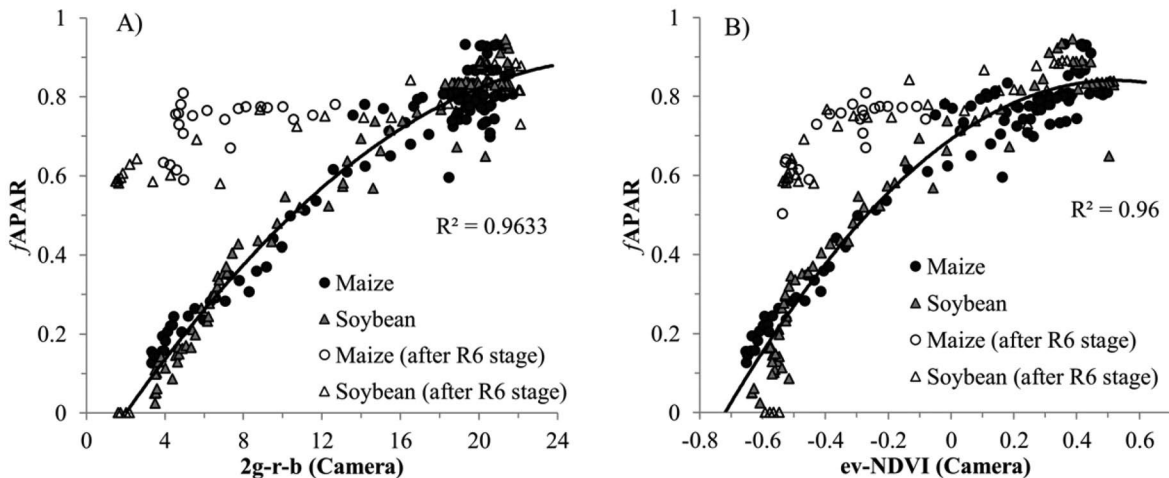 A)
1
0.8
0.6
0.4
0.2
0
fAPAR
R² = 0.9633
Maize
Soybean
Maize (after R6 stage)
Soybean (after R6 stage)
0 4 8 12 16 20 24
2g-r-b (Camera)
B)
1
0.8
0.6
0.4
0.2
0
fAPAR
R² = 0.96
Maize
Soybean
Maize (after R6 stage)
Soybean (after R6 stage)
-0.8 -0.6 -0.4 -0.2 0 0.2 0.4 0.6
ev-NDVI (Camera)